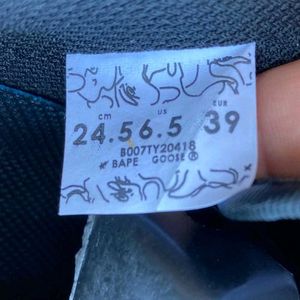 cm US EUR
24.5 6.5 39
B007TY20418
BAPE GOOSE®